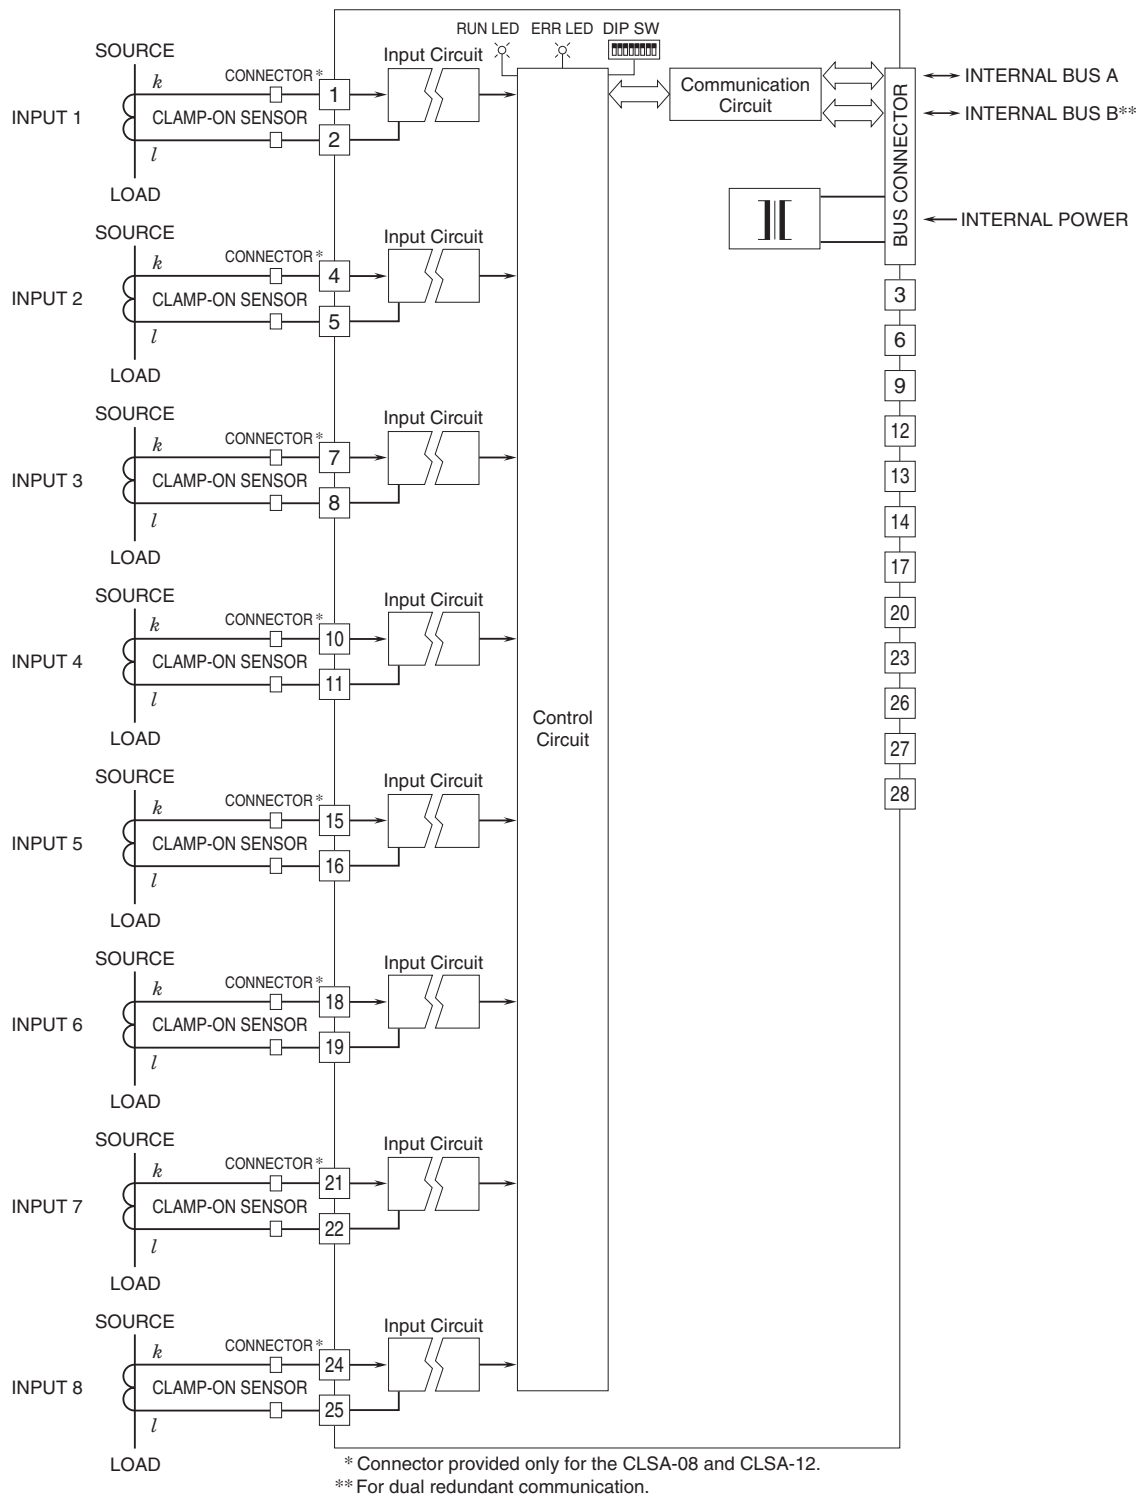 RUN LED ERR LED DIP SW
SOURCE
k
CONNECTOR *
Input Circuit
1
INPUT 1
CLAMP-ON SENSOR
2
l
LOAD
Communication
Circuit
BUS CONNECTOR
INTERNAL BUS A
INTERNAL BUS B**
INTERNAL POWER
SOURCE
k
CONNECTOR *
Input Circuit
4
INPUT 2
CLAMP-ON SENSOR
5
l
LOAD
SOURCE
k
CONNECTOR *
Input Circuit
7
INPUT 3
CLAMP-ON SENSOR
8
l
LOAD
SOURCE
k
CONNECTOR *
Input Circuit
10
INPUT 4
CLAMP-ON SENSOR
11
l
LOAD
Control
Circuit
SOURCE
k
CONNECTOR *
Input Circuit
15
INPUT 5
CLAMP-ON SENSOR
16
l
LOAD
SOURCE
k
CONNECTOR *
Input Circuit
18
INPUT 6
CLAMP-ON SENSOR
19
l
LOAD
SOURCE
k
CONNECTOR *
Input Circuit
21
INPUT 7
CLAMP-ON SENSOR
22
l
LOAD
SOURCE
k
CONNECTOR *
Input Circuit
24
INPUT 8
CLAMP-ON SENSOR
25
l
LOAD
3
6
9
12
13
14
17
20
23
26
27
28
* Connector provided only for the CLSA-08 and CLSA-12.
** For dual redundant communication.